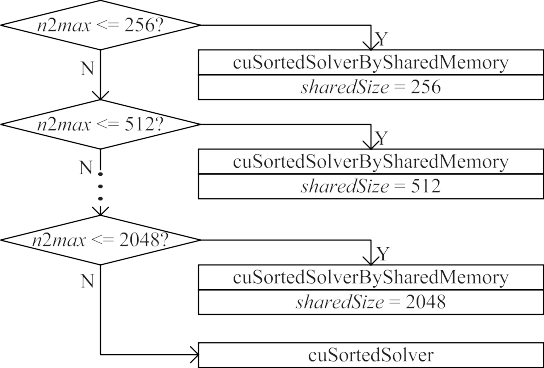 n2max <= 256?
Y
N
cuSortedSolverBySharedMemory
sharedSize = 256
n2max <= 512?
Y
N
cuSortedSolverBySharedMemory
sharedSize = 512
n2max <= 2048?
Y
N
cuSortedSolverBySharedMemory
sharedSize = 2048
cuSortedSolver